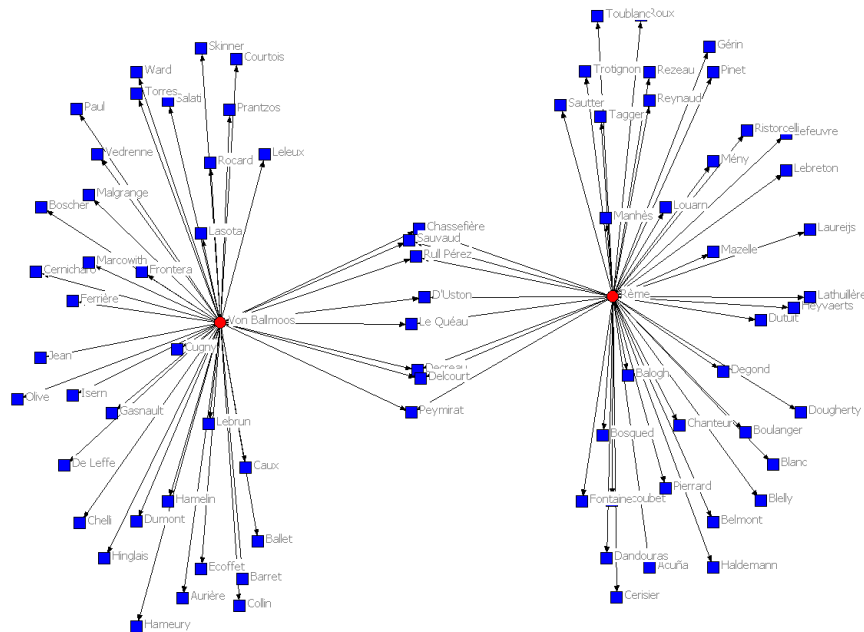 Toublanc
Roux
Skinner
Gérin
Courtois
Ward
Trotignon
Rezeau
Pinet
Torres
Salati
Reynaud
Paul
Prantzos
Sautter
Tagger
Ristorcelli
Lefeuvre
Vedrenne
Leleux
Rocard
Mény
Lebreton
Malgrange
Boscher
Louarn
Manhès
Chassefière
Laureijs
Lasota
Sauvaud
Mazelle
Rull Pérez
Marcowith
Cernicharo
Frontera
D'Uston
Rème
Lathuillère
Ferrière
Heyvaerts
Von Ballmoos
Le Quéau
Dutuit
Cugny
Jean
Decreau
Degond
Delcourt
Balogh
Isern
Olive
Gasnault
Peymirat
Dougherty
Lebrun
Chanteur
Boulanger
Bosqued
De Leffe
Caux
Blanc
Pierrard
Hamelin
Fontaine
oubet
Blelly
Chelli
Dumont
Belmont
Ballet
Hinglais
Dandouras
Ecoffet
Acuña
Haldemann
Barret
Aurière
Cerisier
Collin
Hameury